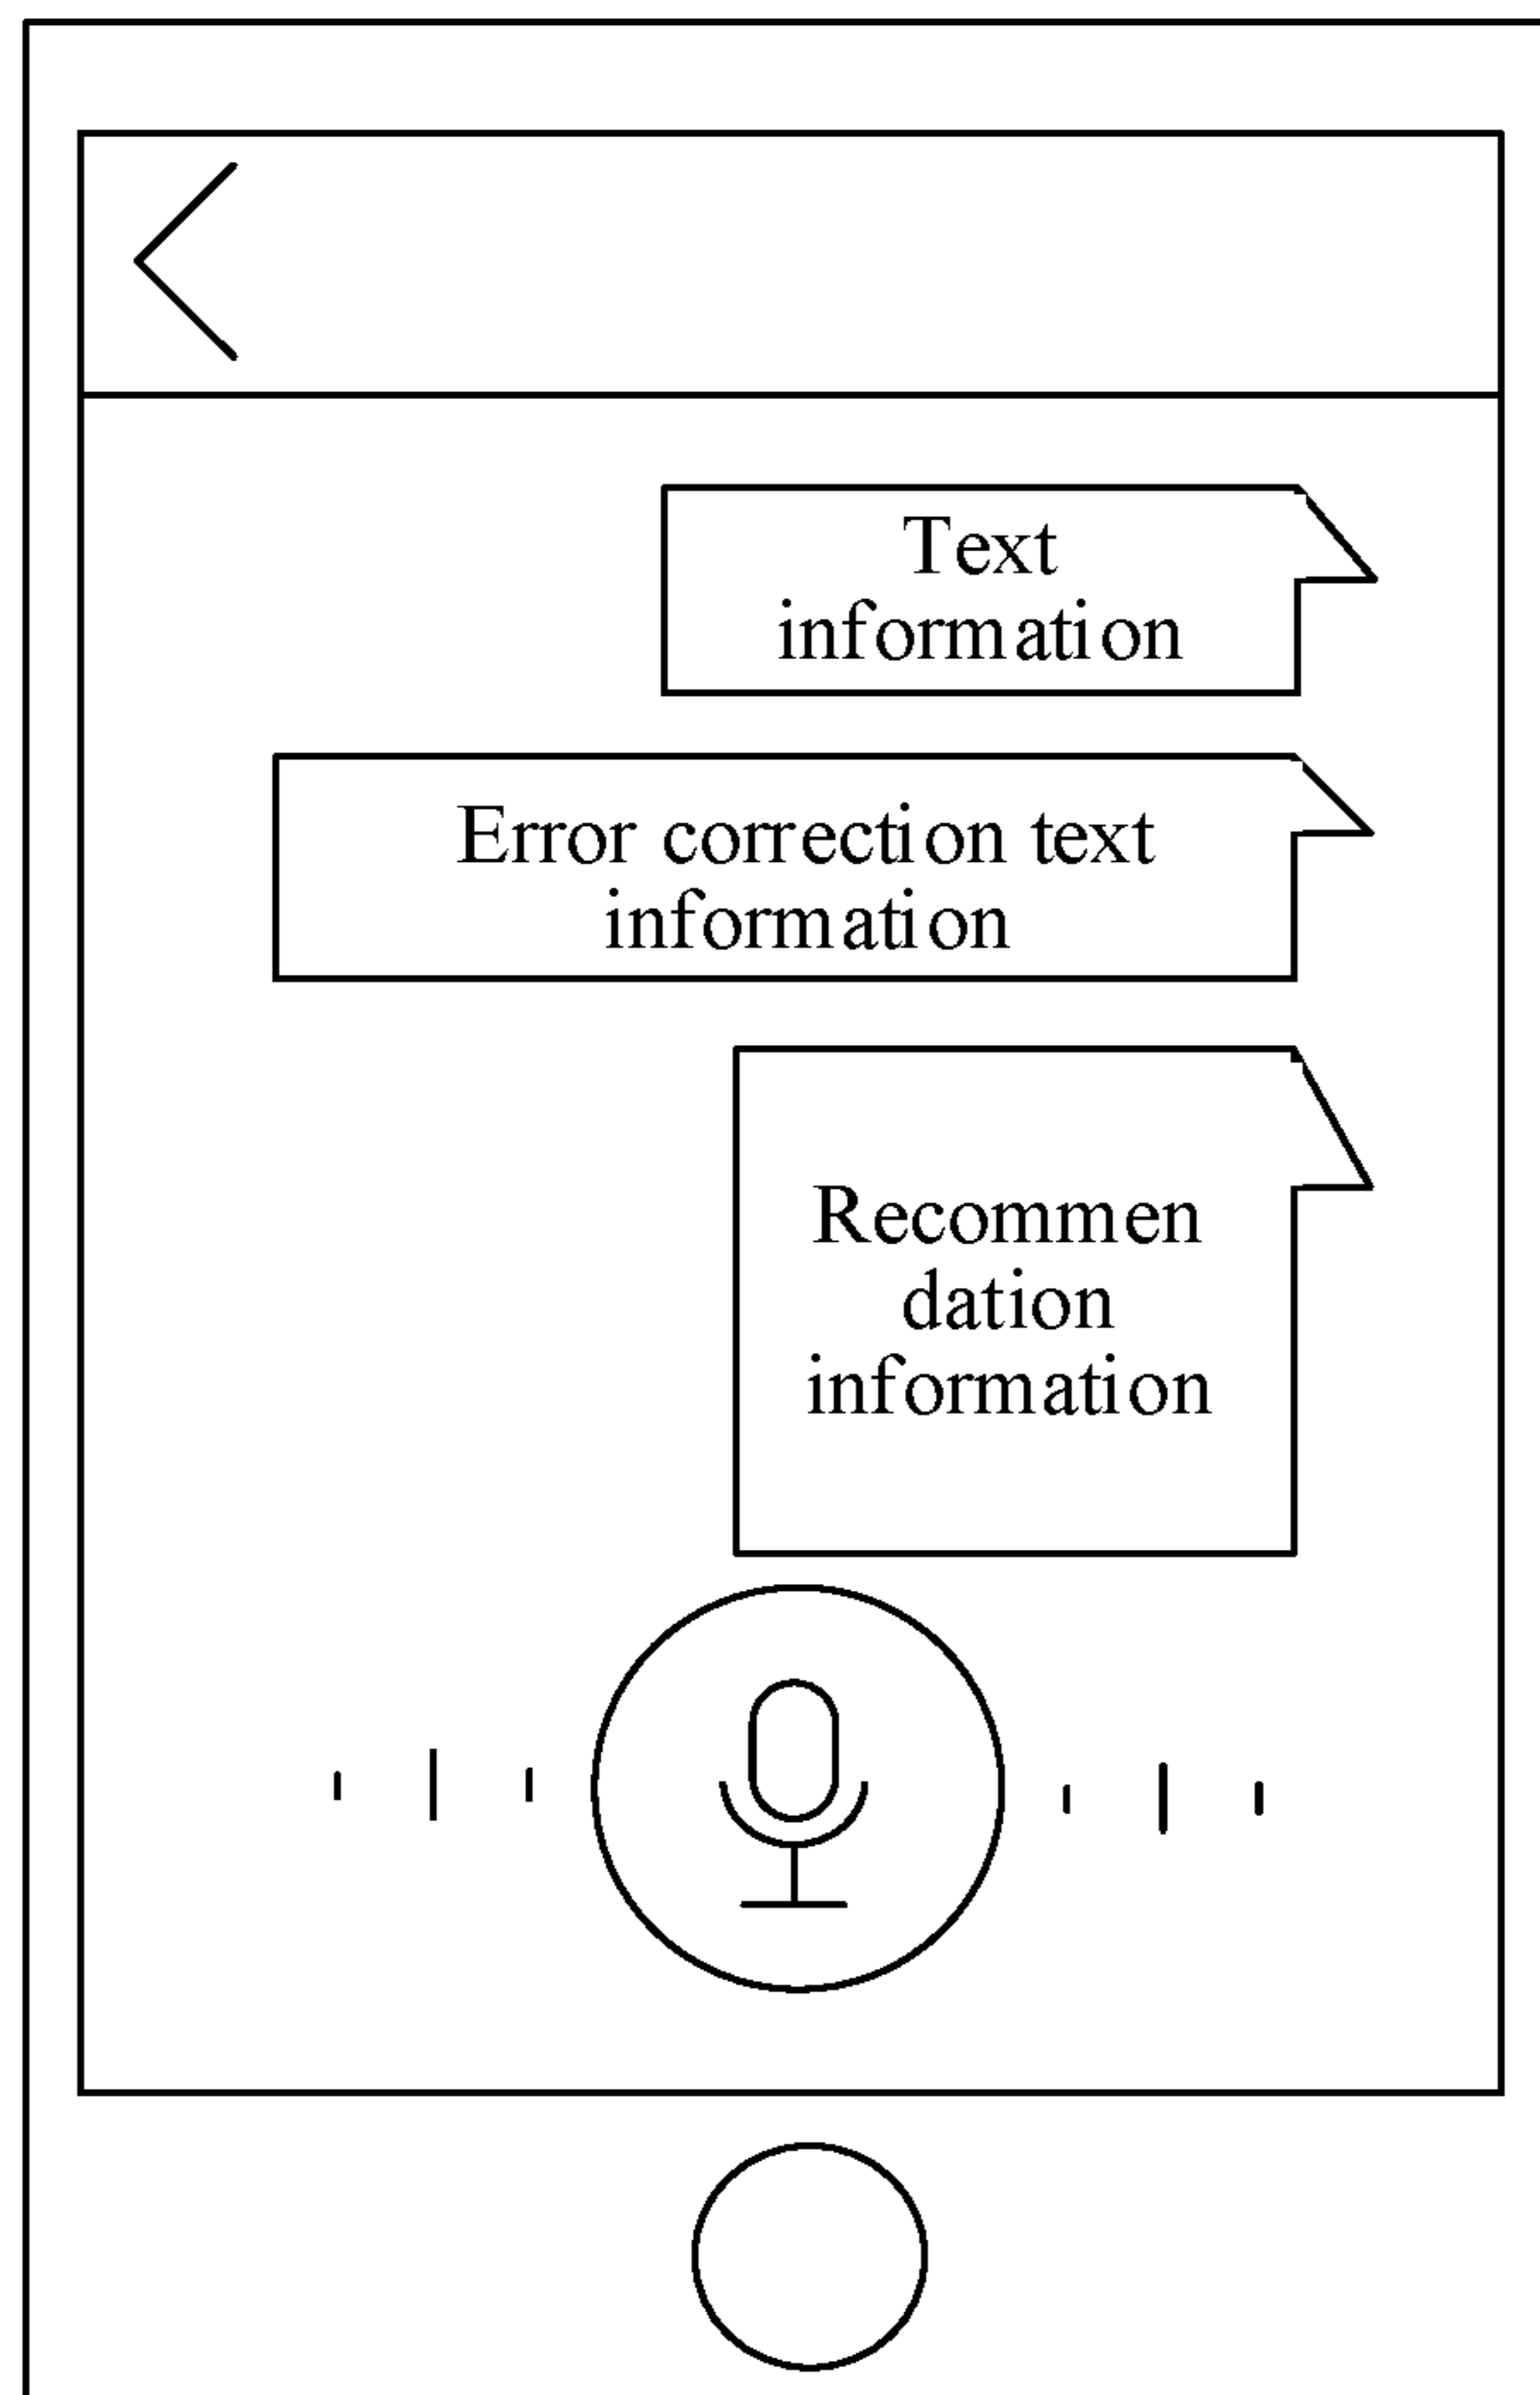 Text
information
Error correction text
information
Recommen
dation
information